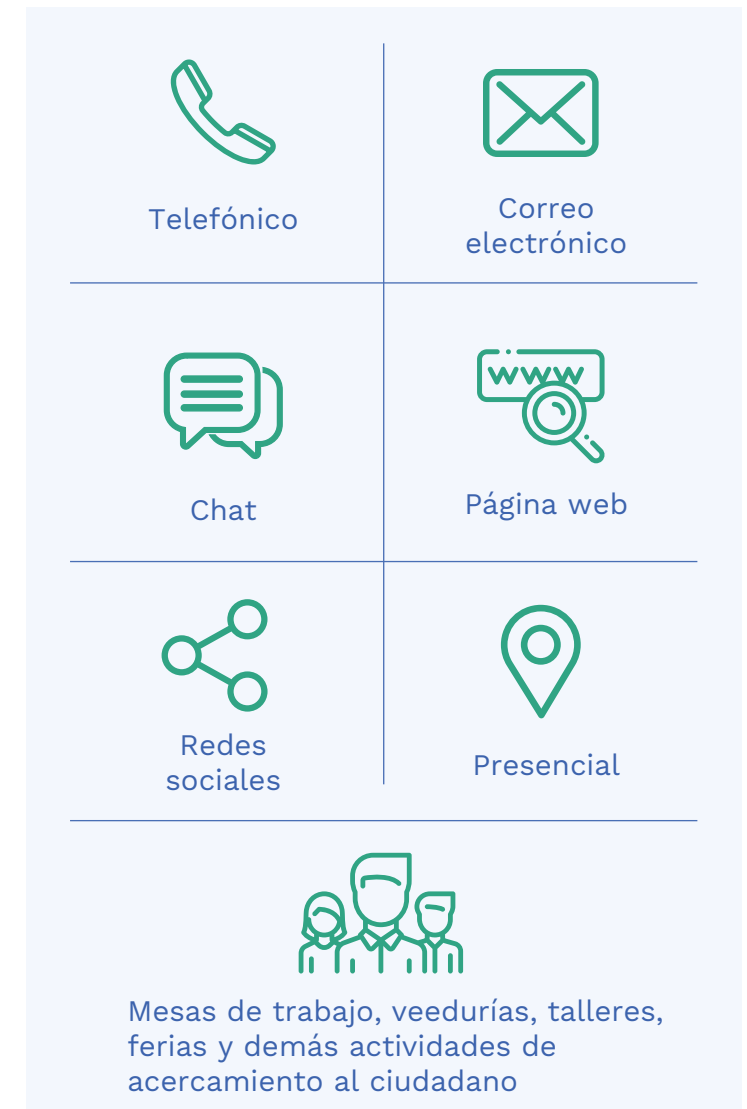 Telefónico
Correo
electrónico
Chat
www
Página web
Redes
sociales
Presencial
Mesas de trabajo, veedurías, talleres,
ferias y demás actividades de
acercamiento al ciudadano